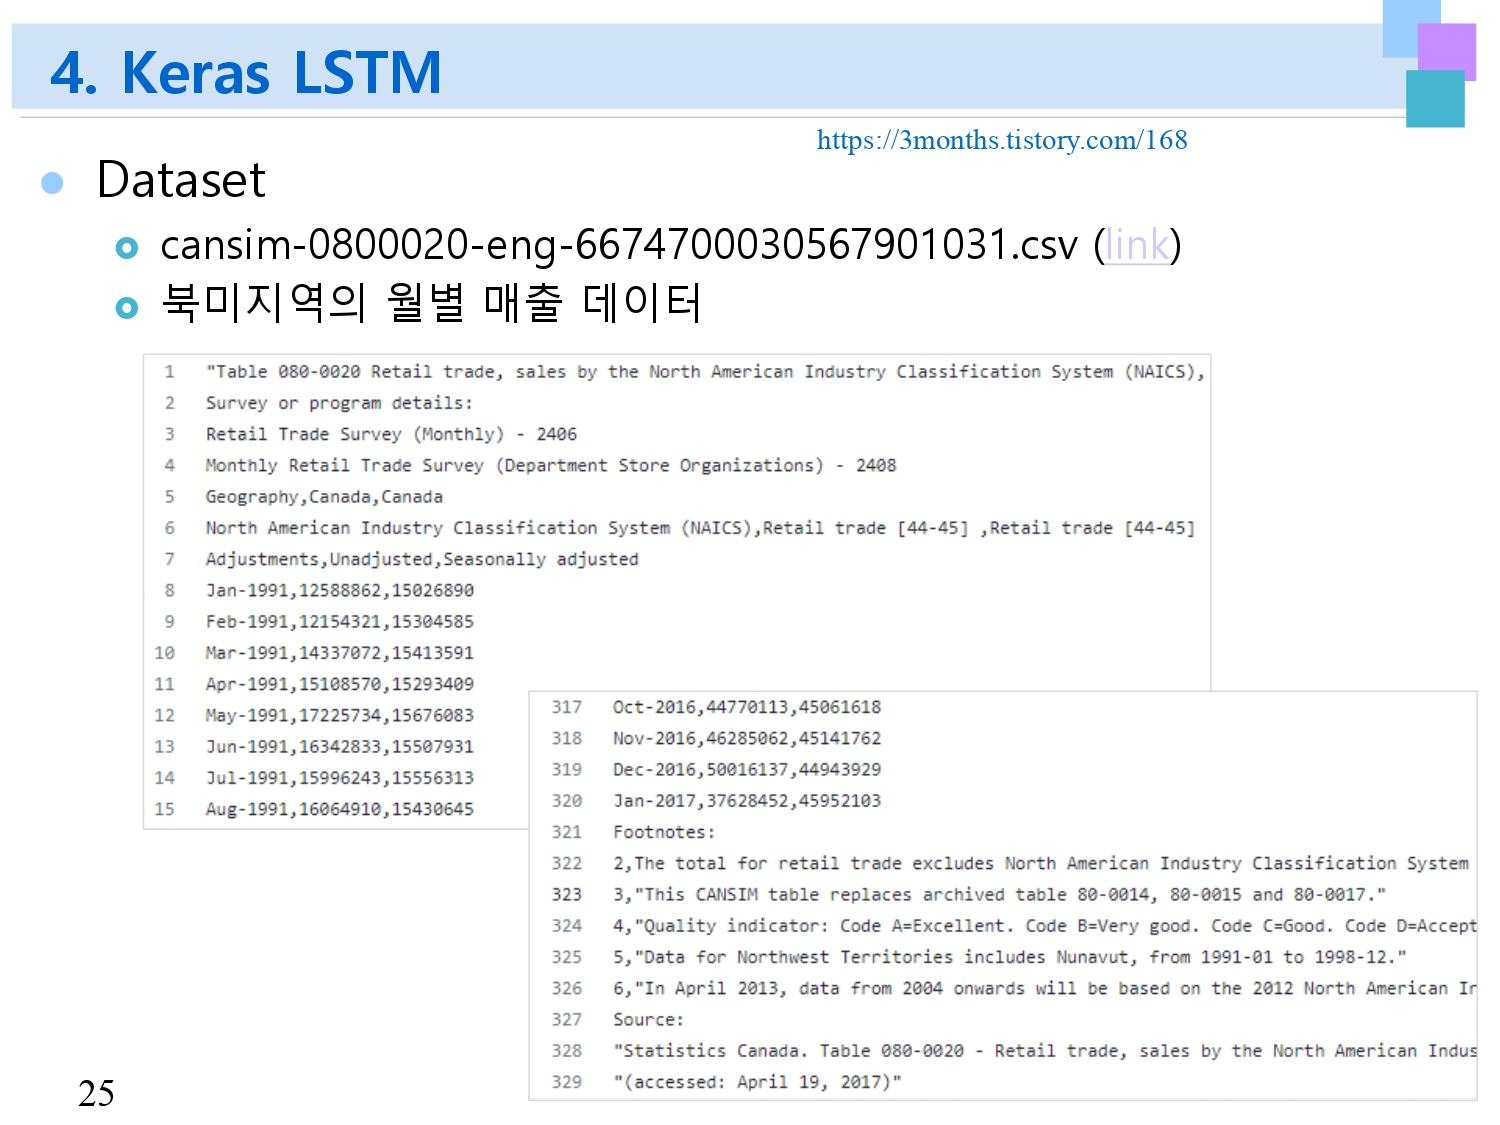 4. Keras LSTM
https://3months.tistory.com/168
Dataset
cansim-0800020-eng-6674700030567901031.csv (link)
북미지역의 월별 매출 데이터
1 "Table 080-0020 Retail trade, sales by the North American Industry Classification System (NAICS),
2 Survey or program details:
3 Retail Trade Survey (Monthly) - 2406
4 Monthly Retail Trade Survey (Department Store Organizations) - 2408
5 Geography,Canada,Canada
6 North American Industry Classification System (NAICS),Retail trade [44-45] ,Retail trade [44-45]
7 Adjustments,Unadjusted,Seasonally adjusted
8 Jan-1991,12588862,15026890
9 Feb-1991,12154321,15304585
10 Mar-1991,14337072,15413591
11 Apr-1991,15108570,15293409
12 May-1991,17225734,15676083
13 Jun-1991,16342833,15507931
14 Jul-1991,15996243,15556313
15 Aug-1991,16064910,15430645
317 Oct-2016,44770113,45061618
318 Nov-2016,46285062,45141762
319 Dec-2016,50016137,44943929
320 Jan-2017,37628452,45952103
321 Footnotes:
322 2,The total for retail trade excludes North American Industry Classification System
323 3,"This CANSIM table replaces archived table 80-0014, 80-0015 and 80-0017."
324 4,"Quality indicator: Code A=Excellent. Code B=Very good. Code C=Good. Code D=Accept
325 5,"Data for Northwest Territories includes Nunavut, from 1991-01 to 1998-12."
326 6,"In April 2013, data from 2004 onwards will be based on the 2012 North American In
327 Source:
328 "Statistics Canada. Table 080-0020 - Retail trade, sales by the North American Indus
329 "(accessed: April 19, 2017)"
25